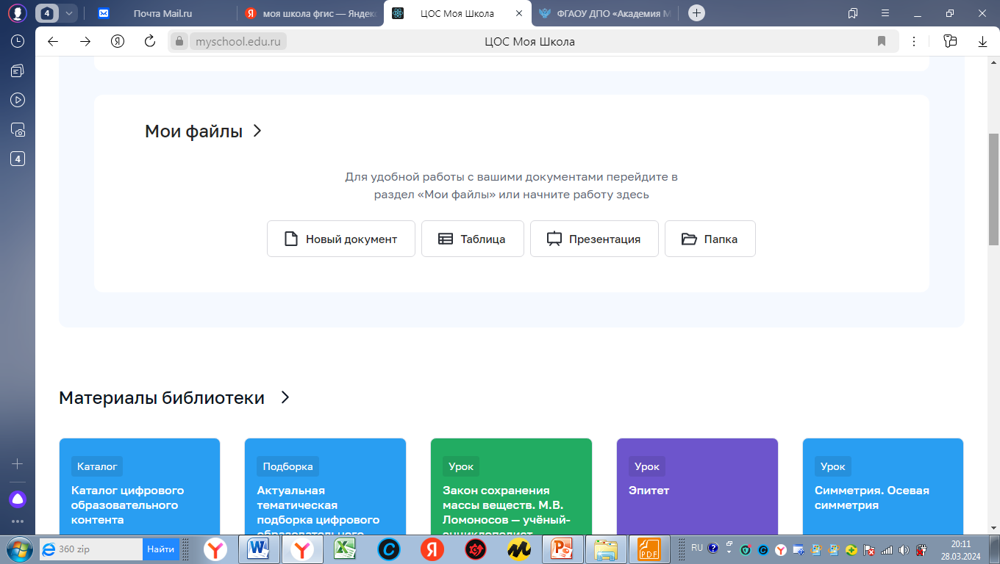 4
Почта Mail.ru
моя школа фгис — Яндекс
ЦОС Моя Школа
ФГАОУ ДПО «Академия М
myschool.edu.ru
ЦОС Моя Школа
4
Мои файлы
Для удобной работы с вашими документами перейдите в
раздел «Мои файлы» или начните работу здесь
Новый документ
Таблица
Презентация
Папка
Материалы библиотеки
Каталог
Каталог цифрового
образовательного
контента
Подборка
Актуальная
тематическая
подборка цифрового
образовательного
Урок
Закон сохранения
массы веществ. М.В.
Ломоносов — учёный-
энциклопедист
Урок
Эпитет
Урок
Симметрия. Осевая
симметрия
360 zip
Найти
RU
20:11
28.03.2024